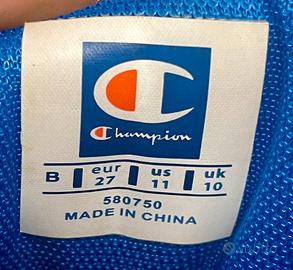 Champion
B eur us uk
27 11 10
580750
MADE IN CHINA